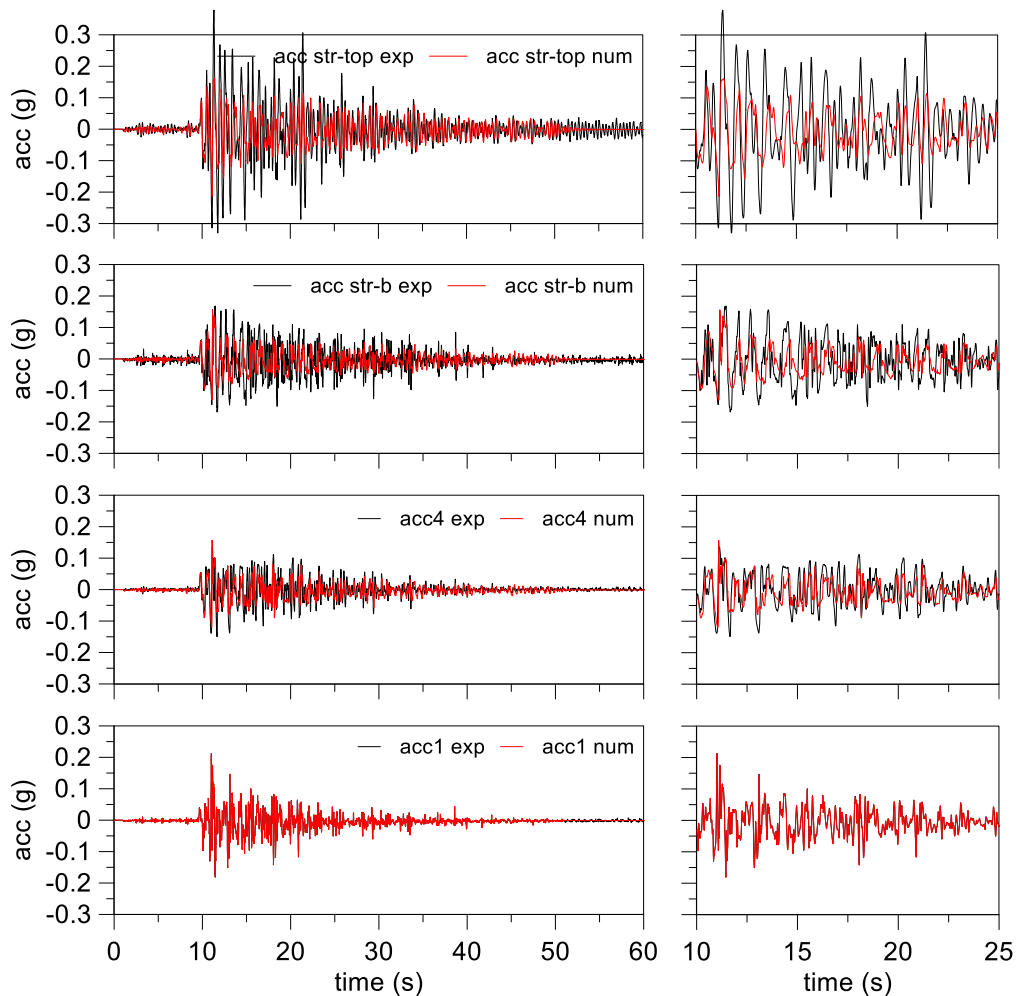 0.3
0.2
0.1
0
-0.1
-0.2
-0.3
acc (g)
acc str-top exp acc str-top num
0.3
0.2
0.1
0
-0.1
-0.2
-0.3
acc (g)
acc str-b exp acc str-b num
0.3
0.2
0.1
0
-0.1
-0.2
-0.3
acc (g)
acc4 exp acc4 num
0.3
0.2
0.1
0
-0.1
-0.2
-0.3
acc (g)
acc1 exp acc1 num
0 10 20 30 40 50 60
time (s)
10 15 20 25
time (s)